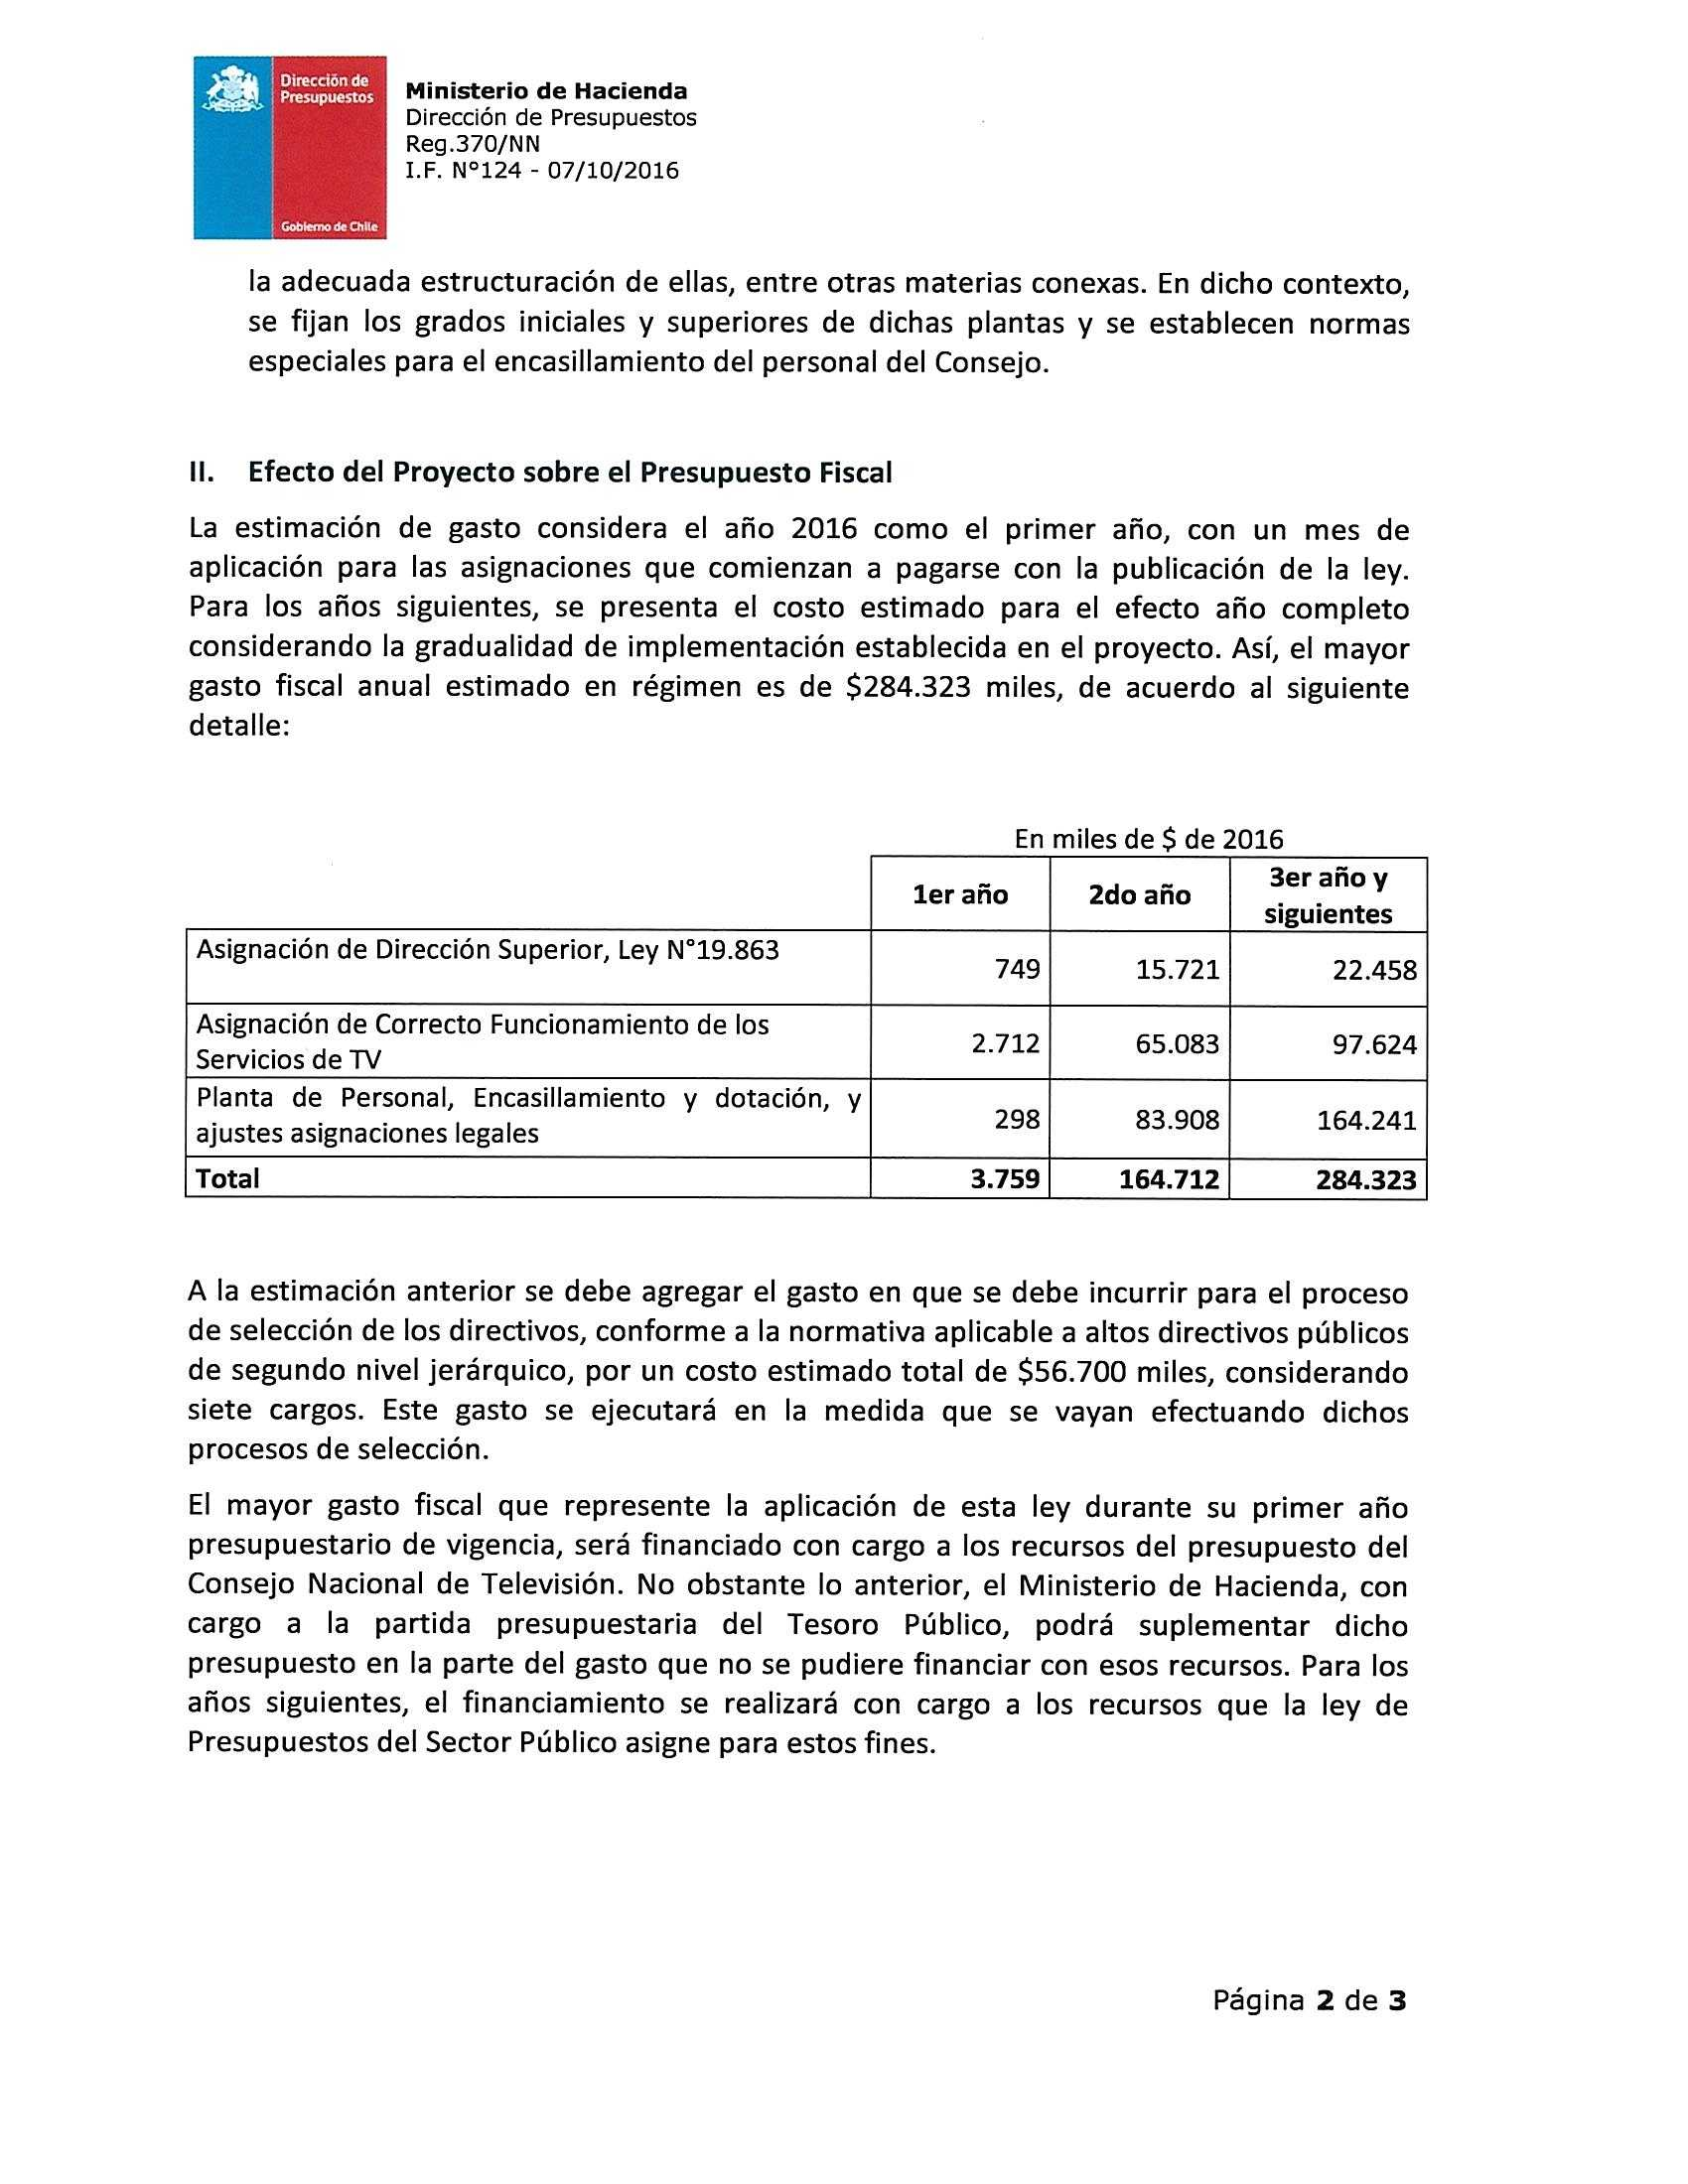 Dirección de
Presupuestos
Gobierno de Chile
Ministerio de Hacienda
Dirección de Presupuestos
Reg.370/NN
I.F. N°124 - 07/10/2016
la adecuada estructuración de ellas, entre otras materias conexas. En dicho contexto,
se fijan los grados iniciales y superiores de dichas plantas y se establecen normas
especiales para el encasillamiento del personal del Consejo.
II. Efecto del Proyecto sobre el Presupuesto Fiscal
La estimación de gasto considera el año 2016 como el primer año, con un mes de
aplicación para las asignaciones que comienzan a pagarse con la publicación de la ley.
Para los años siguientes, se presenta el costo estimado para el efecto año completo
considerando la gradualidad de implementación establecida en el proyecto. Así, el mayor
gasto fiscal anual estimado en régimen es de $284.323 miles, de acuerdo al siguiente
detalle:
En miles de $ de 2016
1er año 2do año 3er año y
siguientes
Asignación de Dirección Superior, Ley N°19.863
749 15.721 22.458
Asignación de Correcto Funcionamiento de los
Servicios de TV
2.712 65.083 97.624
Planta de Personal, Encasillamiento y dotación, y
ajustes asignaciones legales
298 83.908 164.241
Total 3.759 164.712 284.323
A la estimación anterior se debe agregar el gasto en que se debe incurrir para el proceso
de selección de los directivos, conforme a la normativa aplicable a altos directivos públicos
de segundo nivel jerárquico, por un costo estimado total de $56.700 miles, considerando
siete cargos. Este gasto se ejecutará en la medida que se vayan efectuando dichos
procesos de selección.
El mayor gasto fiscal que represente la aplicación de esta ley durante su primer año
presupuestario de vigencia, será financiado con cargo a los recursos del presupuesto del
Consejo Nacional de Televisión. No obstante lo anterior, el Ministerio de Hacienda, con
cargo a la partida presupuestaria del Tesoro Público, podrá suplementar dicho
presupuesto en la parte del gasto que no se pudiere financiar con esos recursos. Para los
años siguientes, el financiamiento se realizará con cargo a los recursos que la ley de
Presupuestos del Sector Público asigne para estos fines.
Página 2 de 3